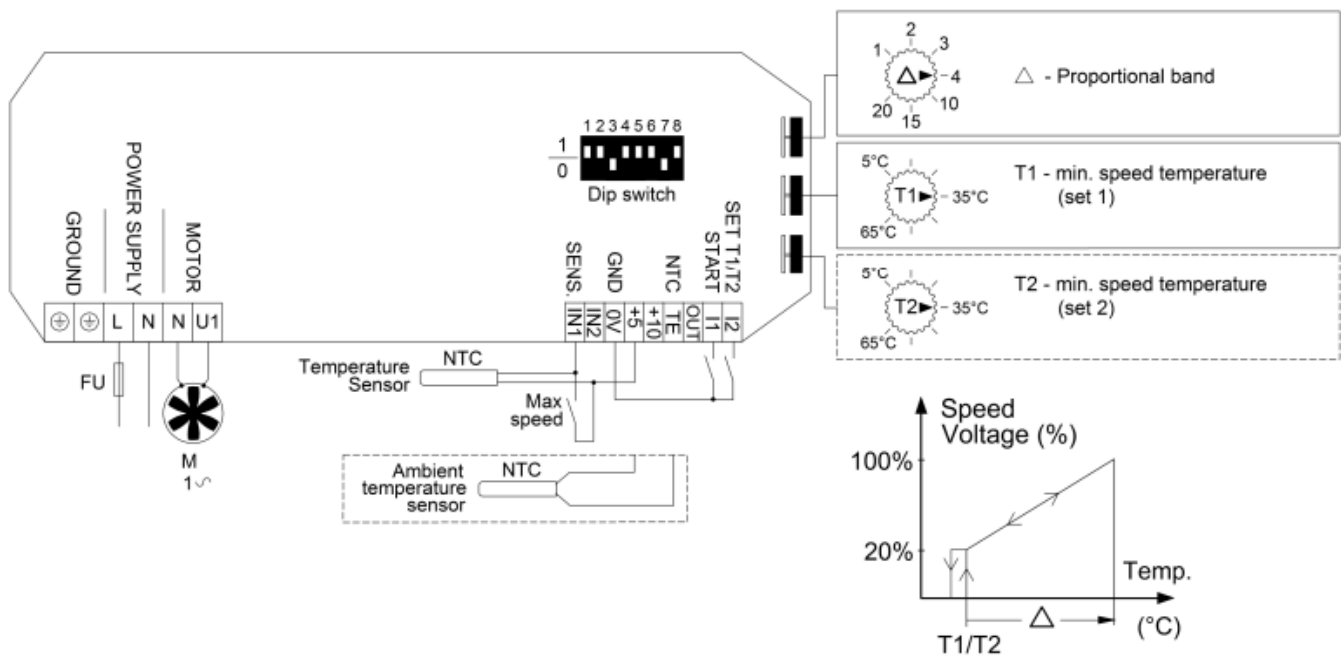 1 2 3 4 5 6 7 8
1
0
Dip switch
GROUND
POWER SUPPLY
MOTOR
L N N U1
FU
M
1∿
SENS.
GND
NTC
START
SET T1/T2
IN1 IN2 0V +5 +10 TE OUT I1 I2
Temperature
Sensor
NTC
Max
speed
Ambient
temperature
sensor
NTC
1 2 3 4 10 15 20
△
△ - Proportional band
5°C
T1
35°C
65°C
T1 - min. speed temperature
(set 1)
5°C
T2
35°C
65°C
T2 - min. speed temperature
(set 2)
Speed
Voltage (%)
100%
20%
Temp.
(°C)
△
T1/T2